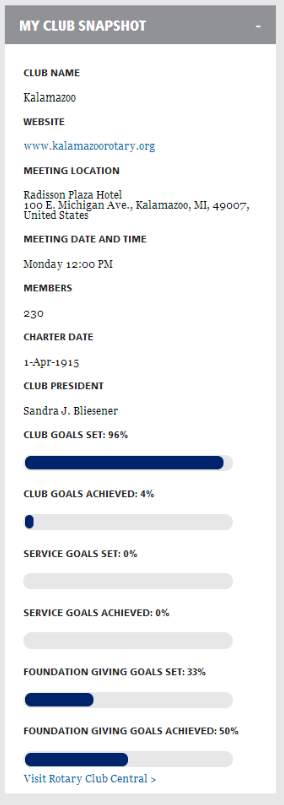 MY CLUB SNAPSHOT -
CLUB NAME
Kalamazoo
WEBSITE
www.kalamazoorotary.org
MEETING LOCATION
Radisson Plaza Hotel
100 E. Michigan Ave., Kalamazoo, MI, 49007,
United States
MEETING DATE AND TIME
Monday 12:00 PM
MEMBERS
230
CHARTER DATE
1-Apr-1915
CLUB PRESIDENT
Sandra J. Bliesener
CLUB GOALS SET: 96%
CLUB GOALS ACHIEVED: 4%
SERVICE GOALS SET: 0%
SERVICE GOALS ACHIEVED: 0%
FOUNDATION GIVING GOALS SET: 33%
FOUNDATION GIVING GOALS ACHIEVED: 50%
Visit Rotary Club Central >